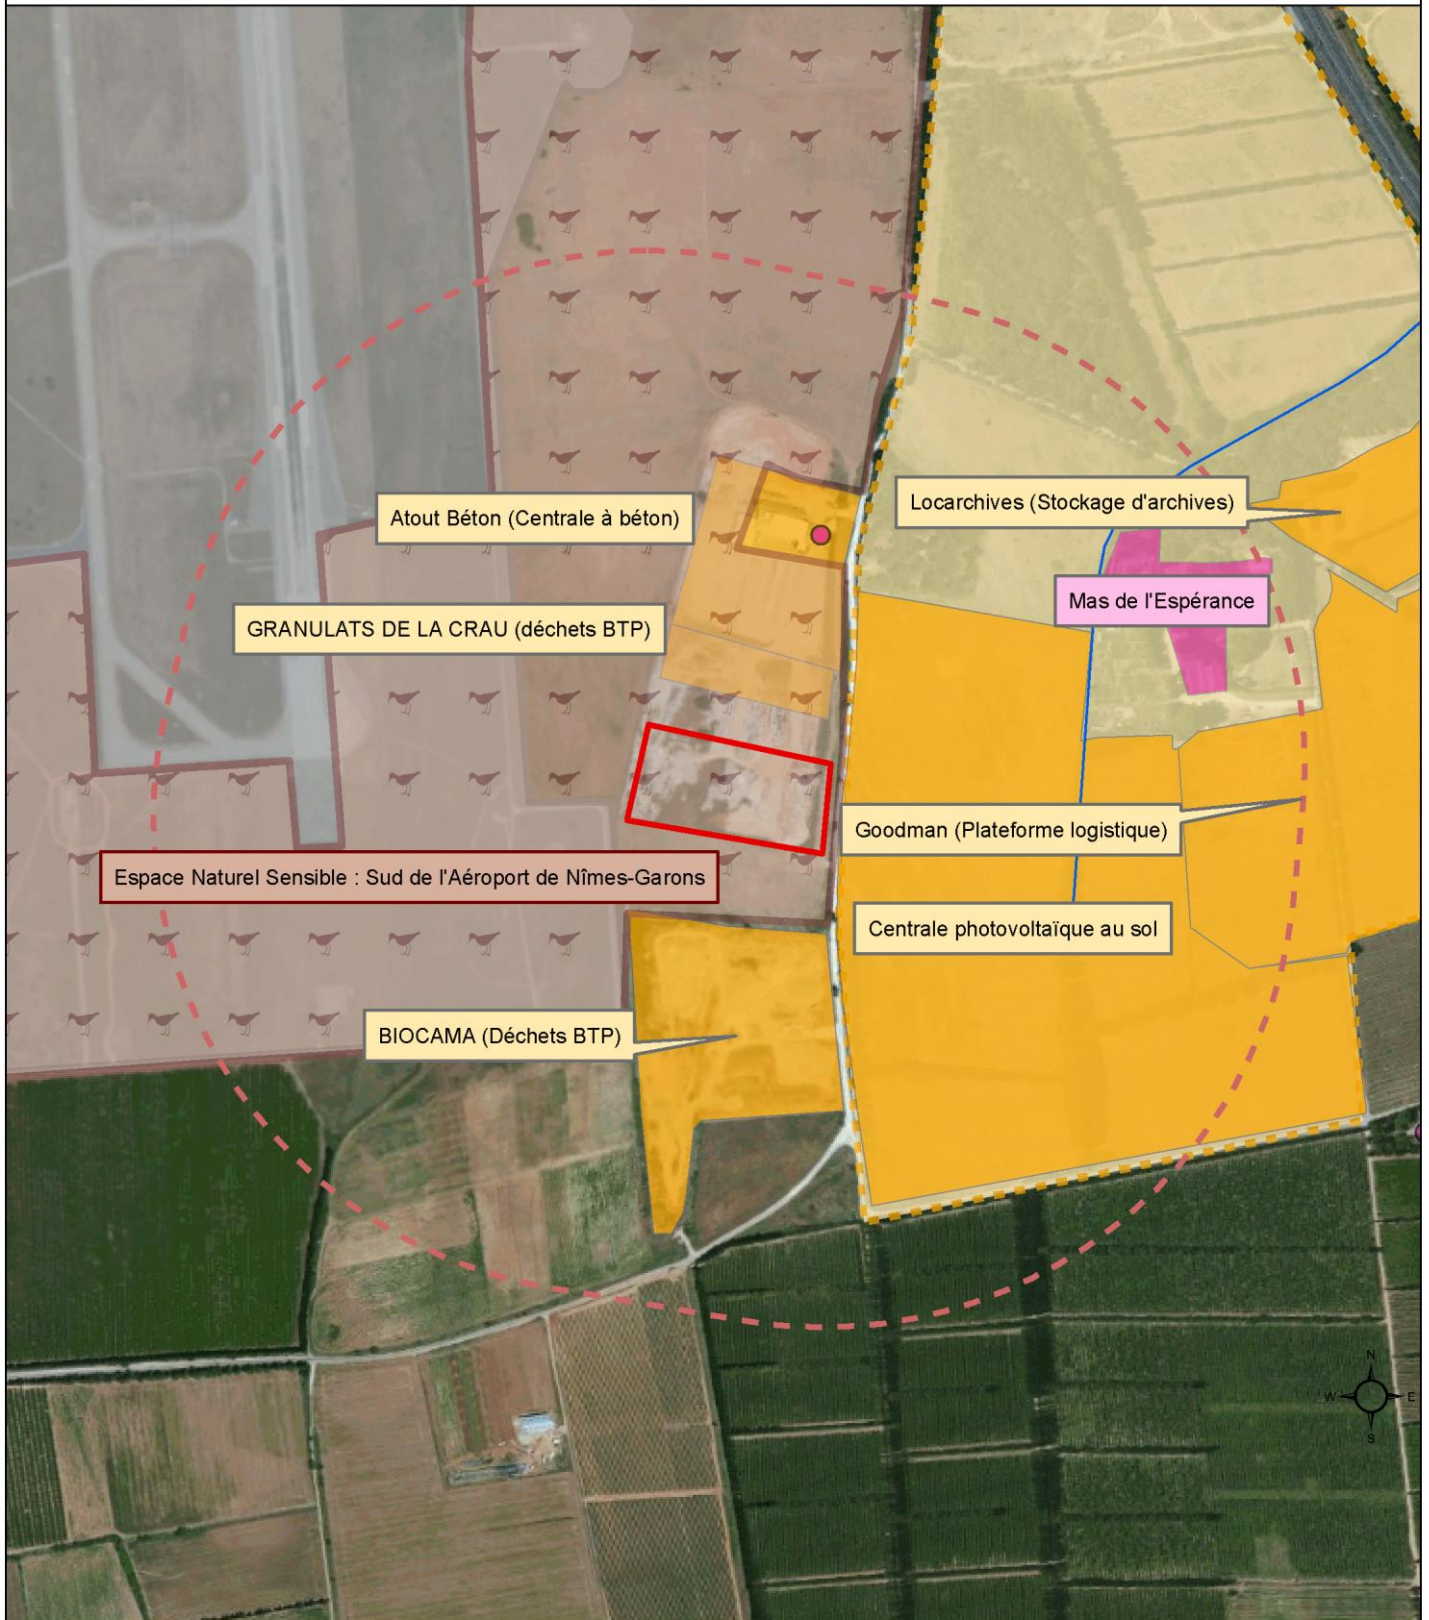 Locarchives (Stockage d'archives)
Atout Béton (Centrale à béton)
Mas de l'Espérance
GRANULATS DE LA CRAU (déchets BTP)
Goodman (Plateforme logistique)
Espace Naturel Sensible : Sud de l'Aéroport de Nîmes-Garons
Centrale photovoltaïque au sol
BIOCAMA (Déchets BTP)
N
W E
S